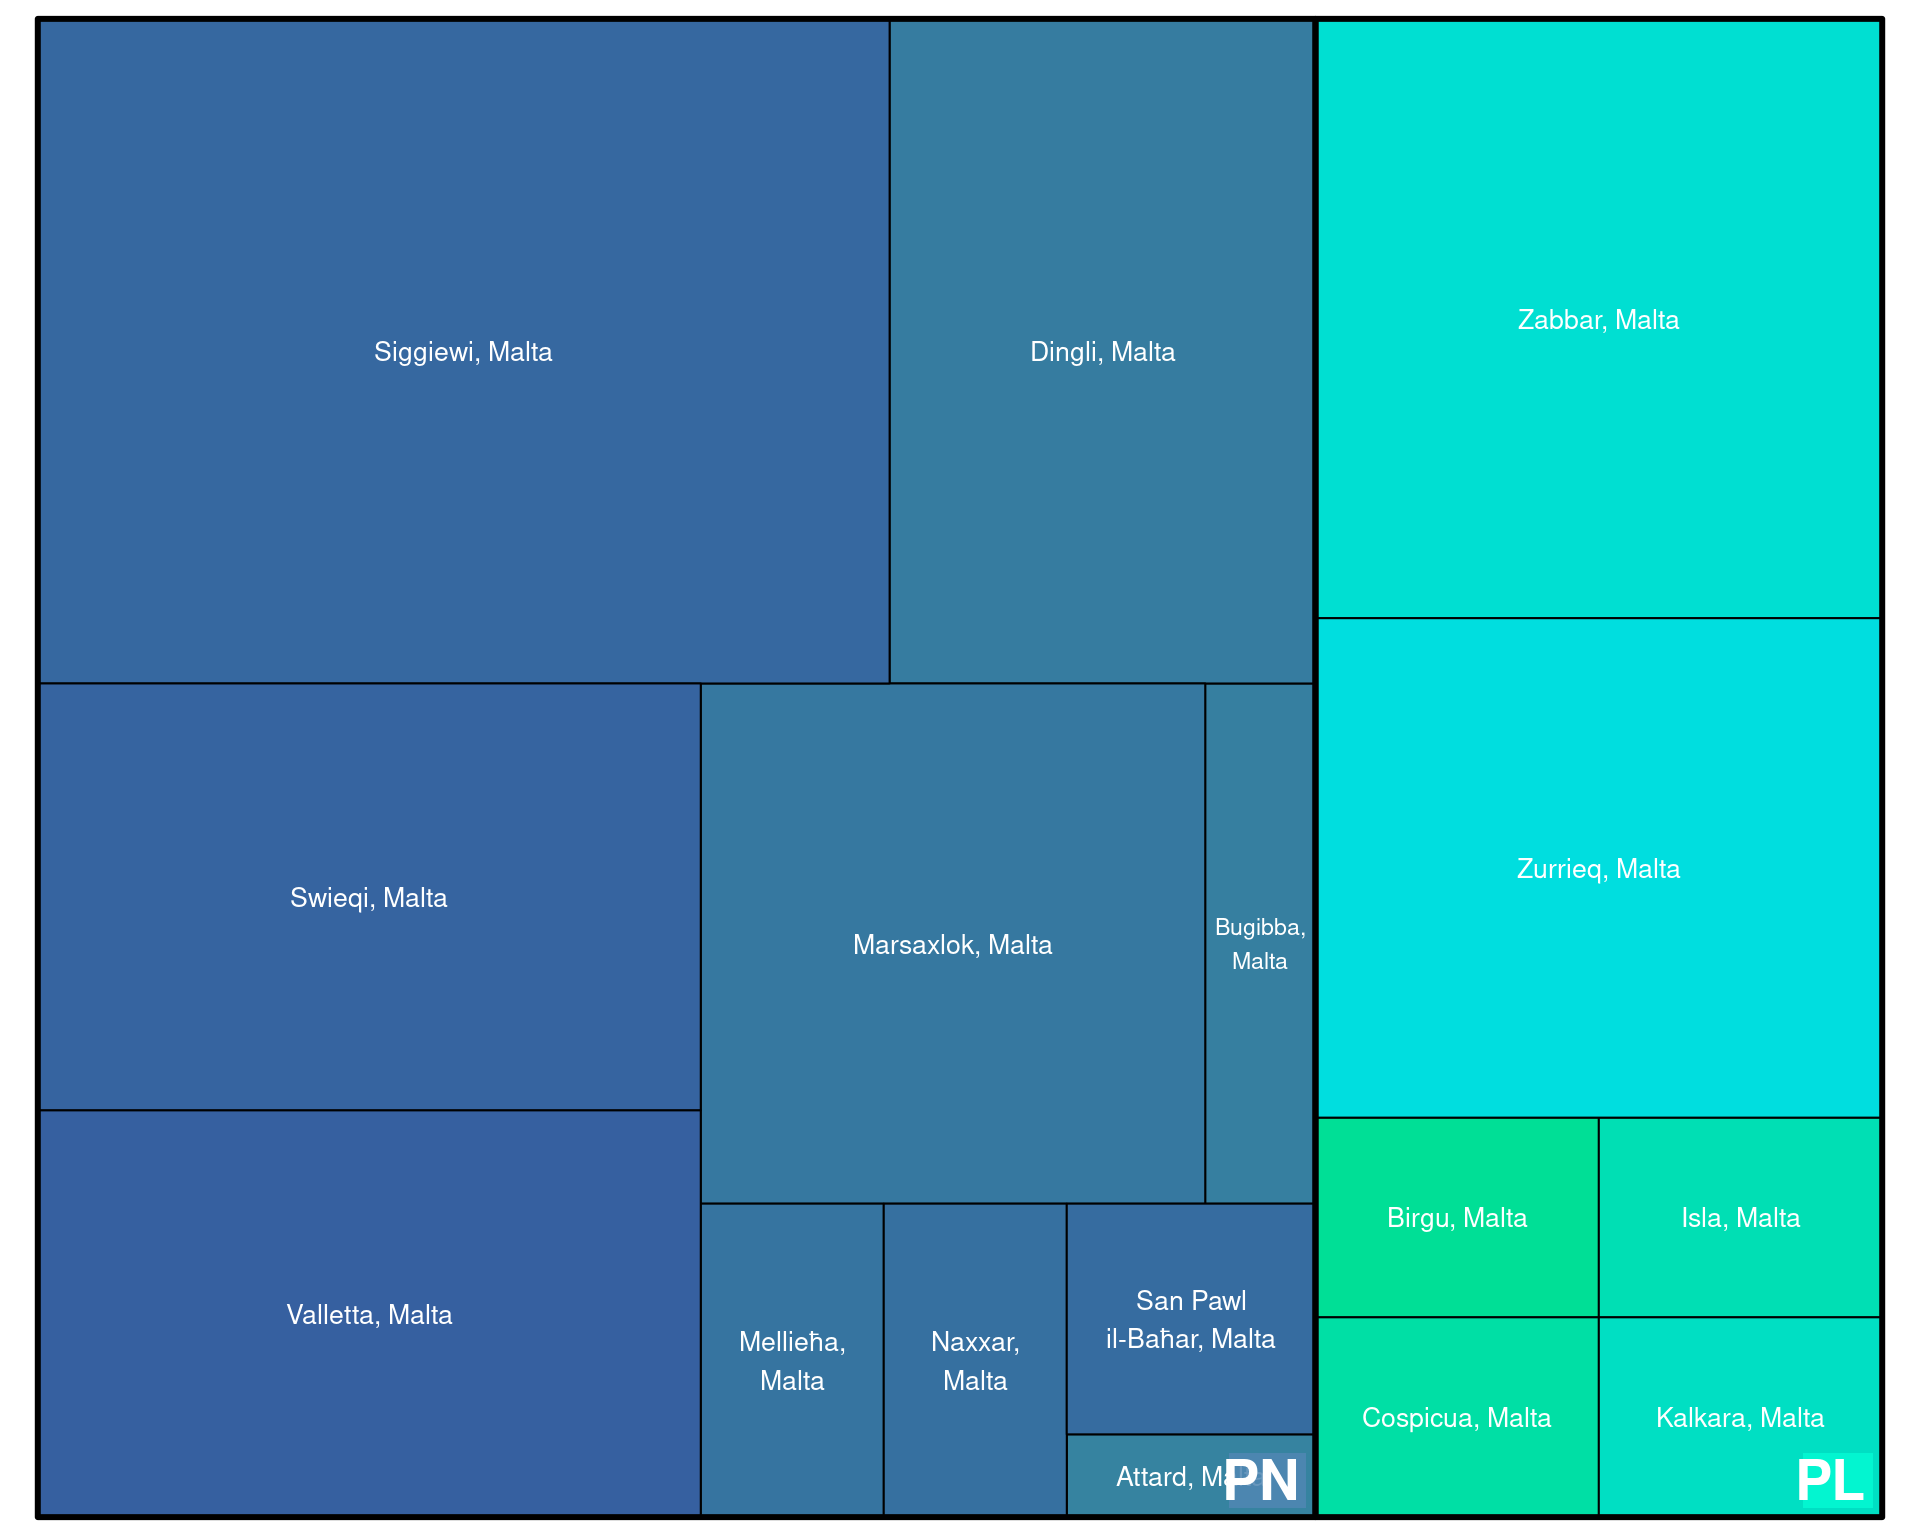 Siggiewi, Malta
Dingli, Malta
Zabbar, Malta
Swieqi, Malta
Marsaxlok, Malta
Bugibba,
Malta
Zurrieq, Malta
Valletta, Malta
Mellieħa,
Malta
Naxxar,
Malta
San Pawl
il-Baħar, Malta
Attard,
PN
Birgu, Malta
Isla, Malta
Cospicua, Malta
Kalkara, Malta
PL